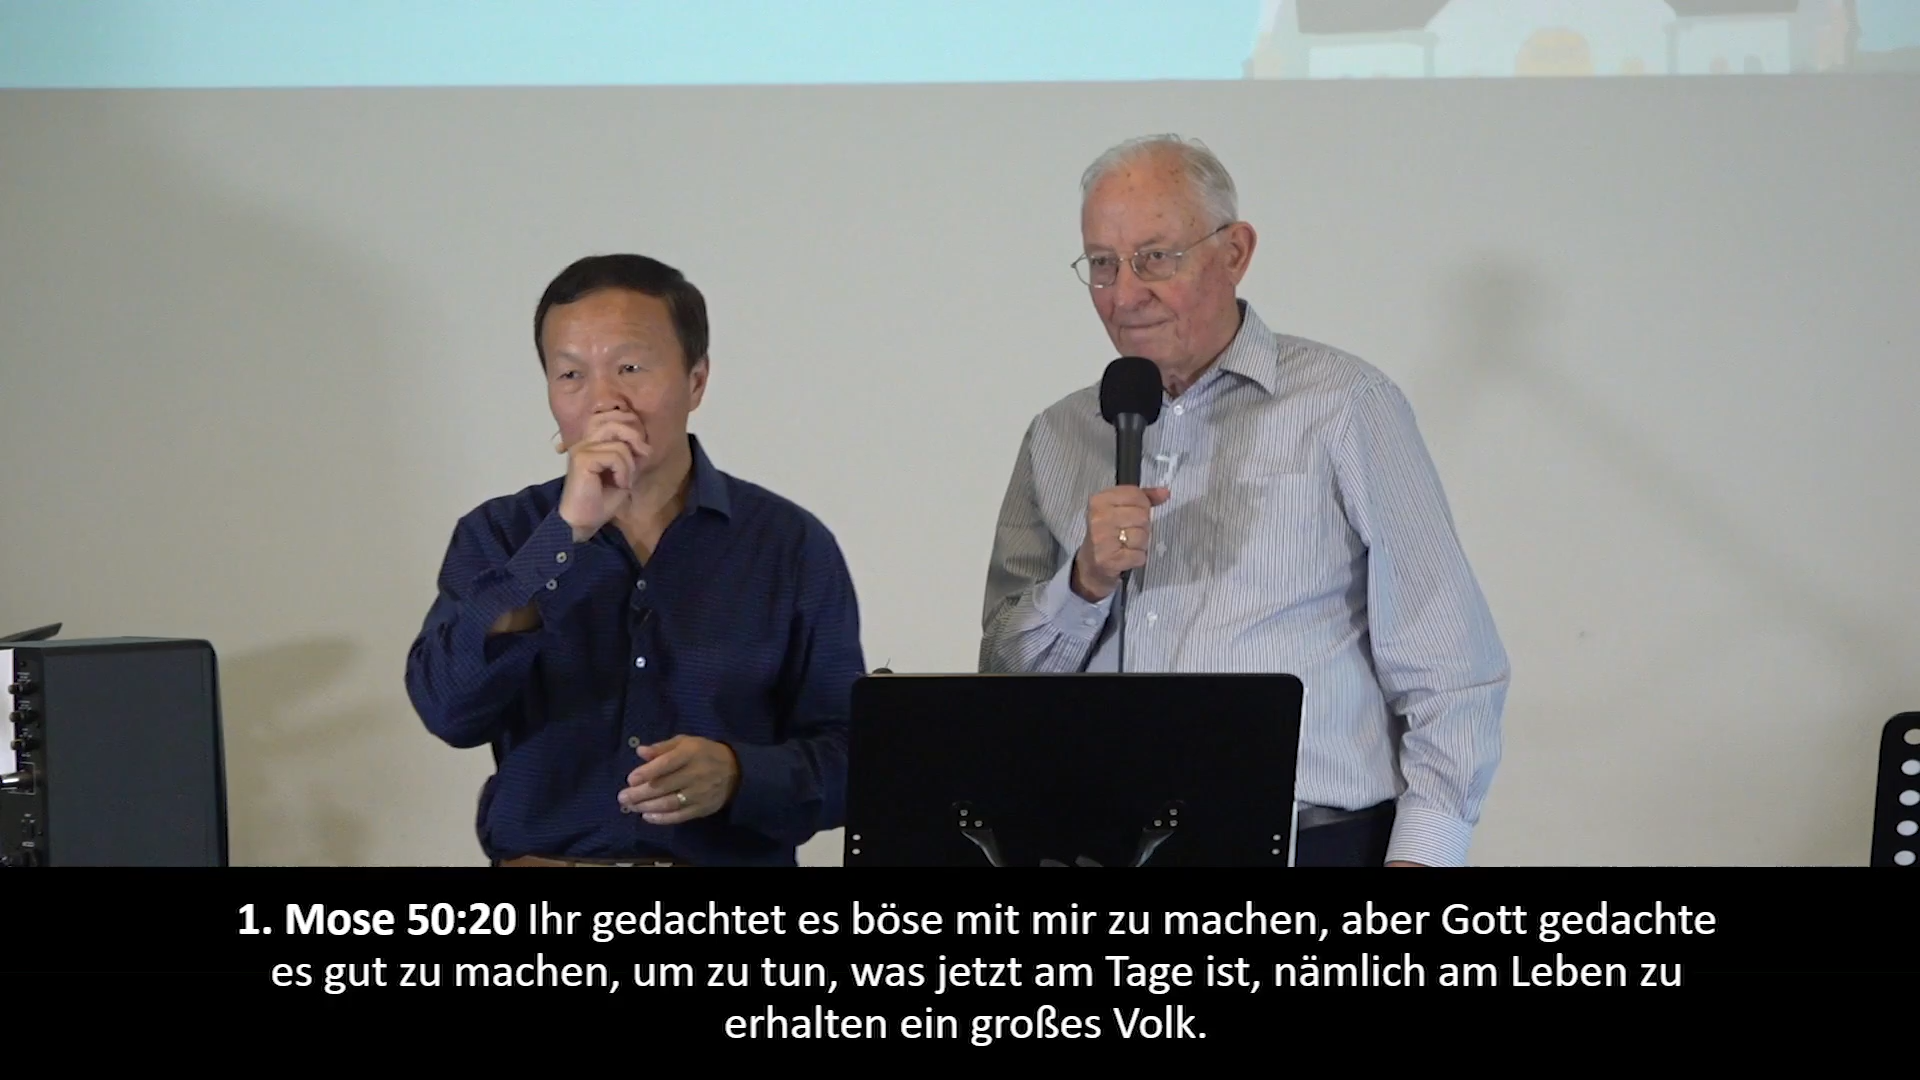 1. Mose 50:20 Ihr gedachtet es böse mit mir zu machen, aber Gott gedachte
es gut zu machen, um zu tun, was jetzt am Tage ist, nämlich am Leben zu
erhalten ein großes Volk.